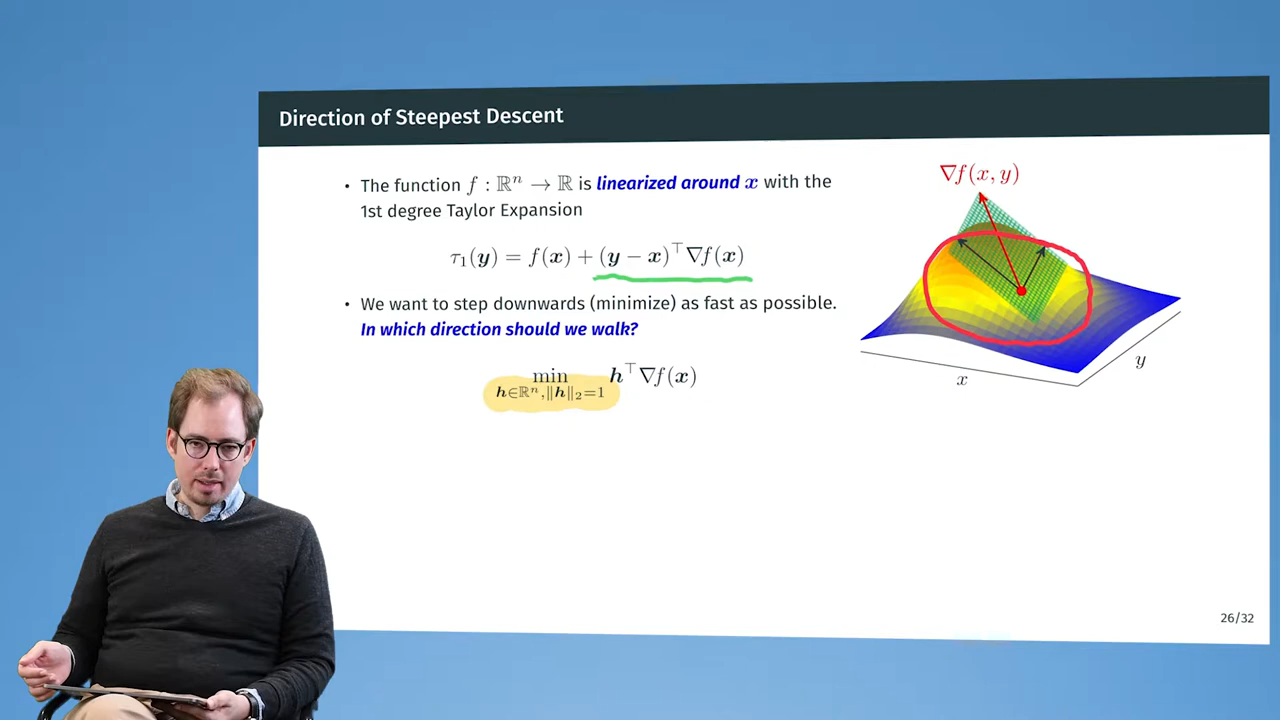 Direction of Steepest Descent
• The function f : ℝⁿ → ℝ is linearized around x with the
1st degree Taylor Expansion
τ₁(y) = f(x) + (y − x)⊤∇f(x)
• We want to step downwards (minimize) as fast as possible.
In which direction should we walk?
min h⊤∇f(x)
h∈ℝⁿ,‖h‖₂=1
∇f(x, y)
x
y
26/32